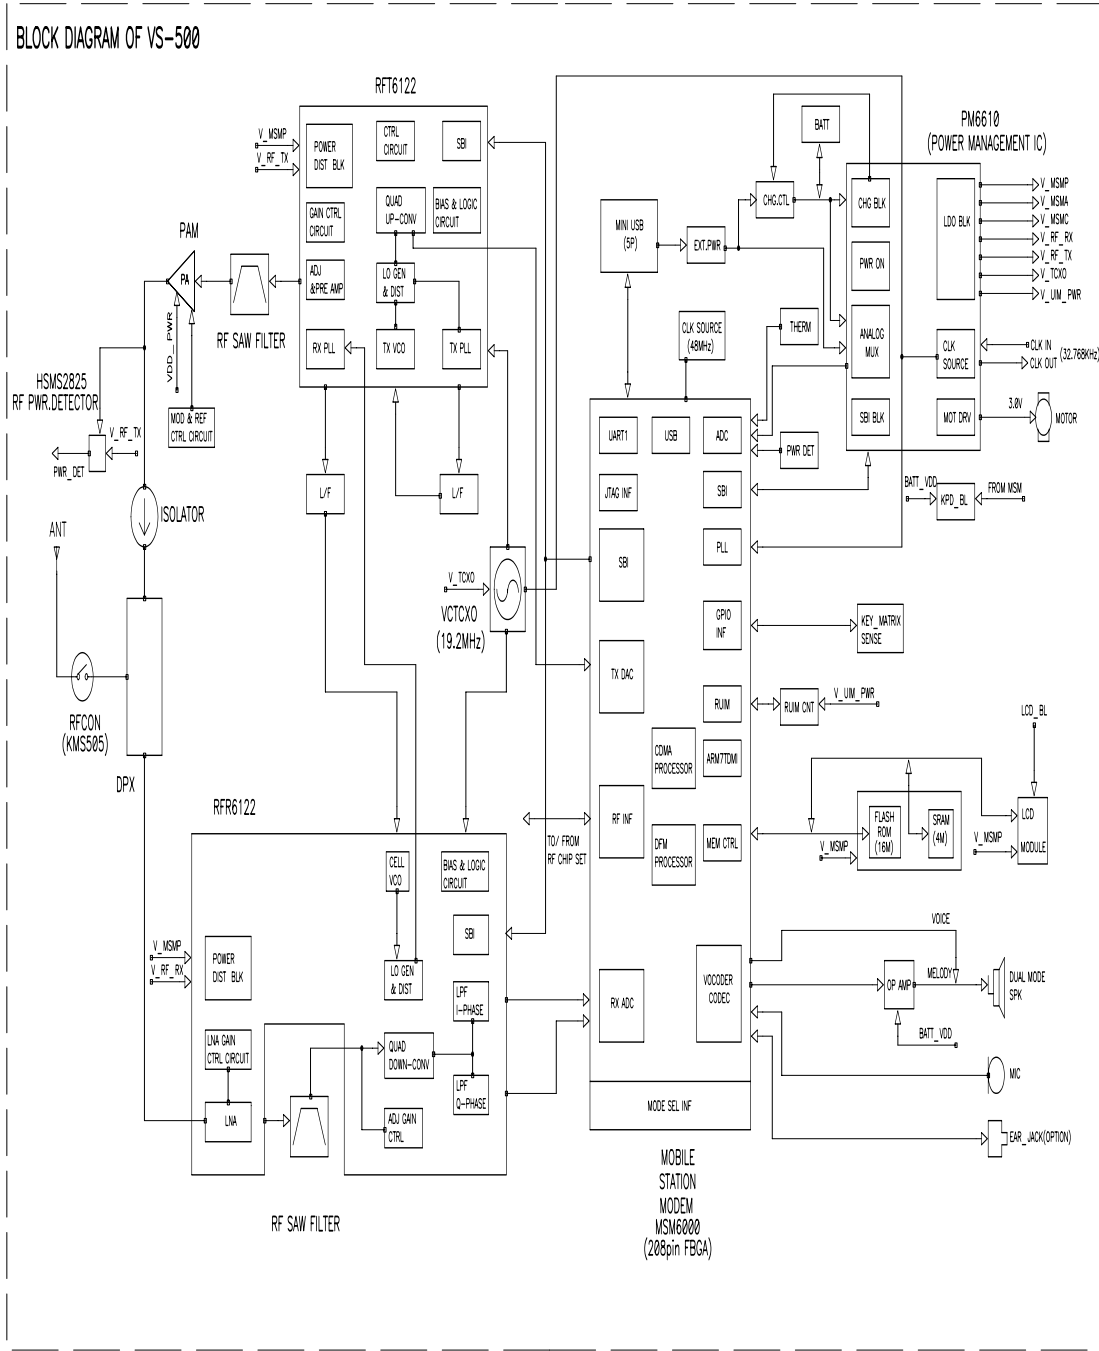 BLOCK DIAGRAM OF VS-500
RFT6122
V_MSMP
V_RF_TX
POWER
DIST BLK
CTRL
CIRCUIT
SBI
GAIN CTRL
CIRCUIT
QUAD
UP-CONV
BIAS & LOGIC
CIRCUIT
ADJ
&PRE AMP
LO GEN
& DIST
RX PLL
TX VCO
TX PLL
PAM
PA
RF SAW FILTER
VDD_PWR
MOD & REF
CTRL CIRCUIT
HSMS2825
RF PWR.DETECTOR
V_RF_TX
PWR_DET
ISOLATOR
ANT
RFCON
(KMS505)
DPX
L/F
L/F
V_TCXO
VCTCXO
(19.2MHz)
MINI USB
(5P)
EXT.PWR
CHG.CTL
BATT
PM6610
(POWER MANAGEMENT IC)
CHG BLK
LDO BLK
PWR ON
ANALOG
MUX
CLK
SOURCE
SBI BLK
MOT DRV
V_MSMP
V_MSMA
V_MSMC
V_RF_RX
V_RF_TX
V_TCXO
V_UIM_PWR
CLK IN
CLK OUT
(32.768KHz)
3.0V
MOTOR
BATT_VDD
KPD_BL
FROM MSM
CLK SOURCE
(48MHz)
THERM
PWR DET
UART1
USB
ADC
JTAG INF
SBI
SBI
PLL
GPIO
INF
KEY_MATRIX
SENSE
TX DAC
RUIM
RUIM CNT
V_UIM_PWR
CDMA
PROCESSOR
ARM7TDMI
RF INF
DFM
PROCESSOR
MEM CTRL
TO/ FROM
RF CHIP SET
FLASH
ROM
(16M)
SRAM
(4M)
V_MSMP
LCD_BL
LCD
MODULE
V_MSMP
VOCODER
CODEC
RX ADC
MODE SEL INF
MOBILE
STATION
MODEM
MSM6000
(208pin FBGA)
VOICE
MELODY
OP AMP
BATT_VDD
DUAL MODE
SPK
MIC
EAR_JACK(OPTION)
RFR6122
CELL
VCO
BIAS & LOGIC
CIRCUIT
SBI
V_MSMP
V_RF_RX
POWER
DIST BLK
LO GEN
& DIST
LPF
I-PHASE
LNA GAIN
CTRL CIRCUIT
QUAD
DOWN-CONV
LPF
Q-PHASE
LNA
ADJ GAIN
CTRL
RF SAW FILTER